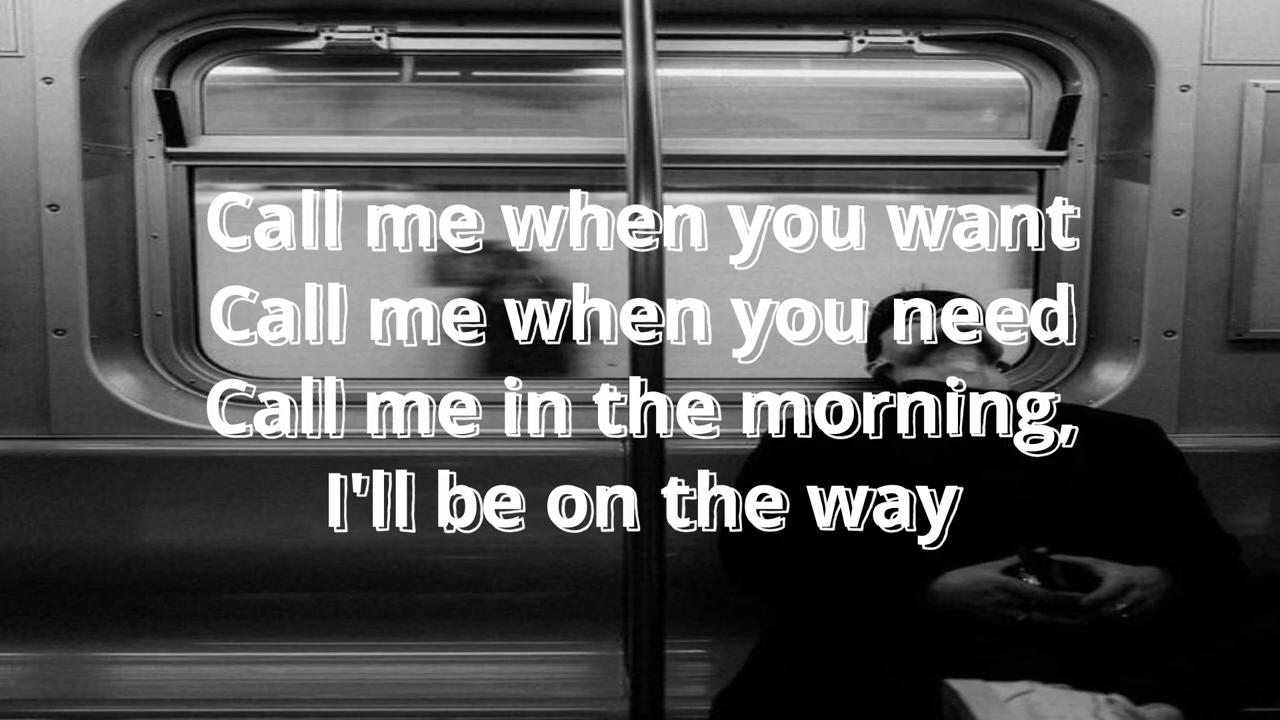 Call me when you want
Call me when you need
Call me in the morning,
I'll be on the way